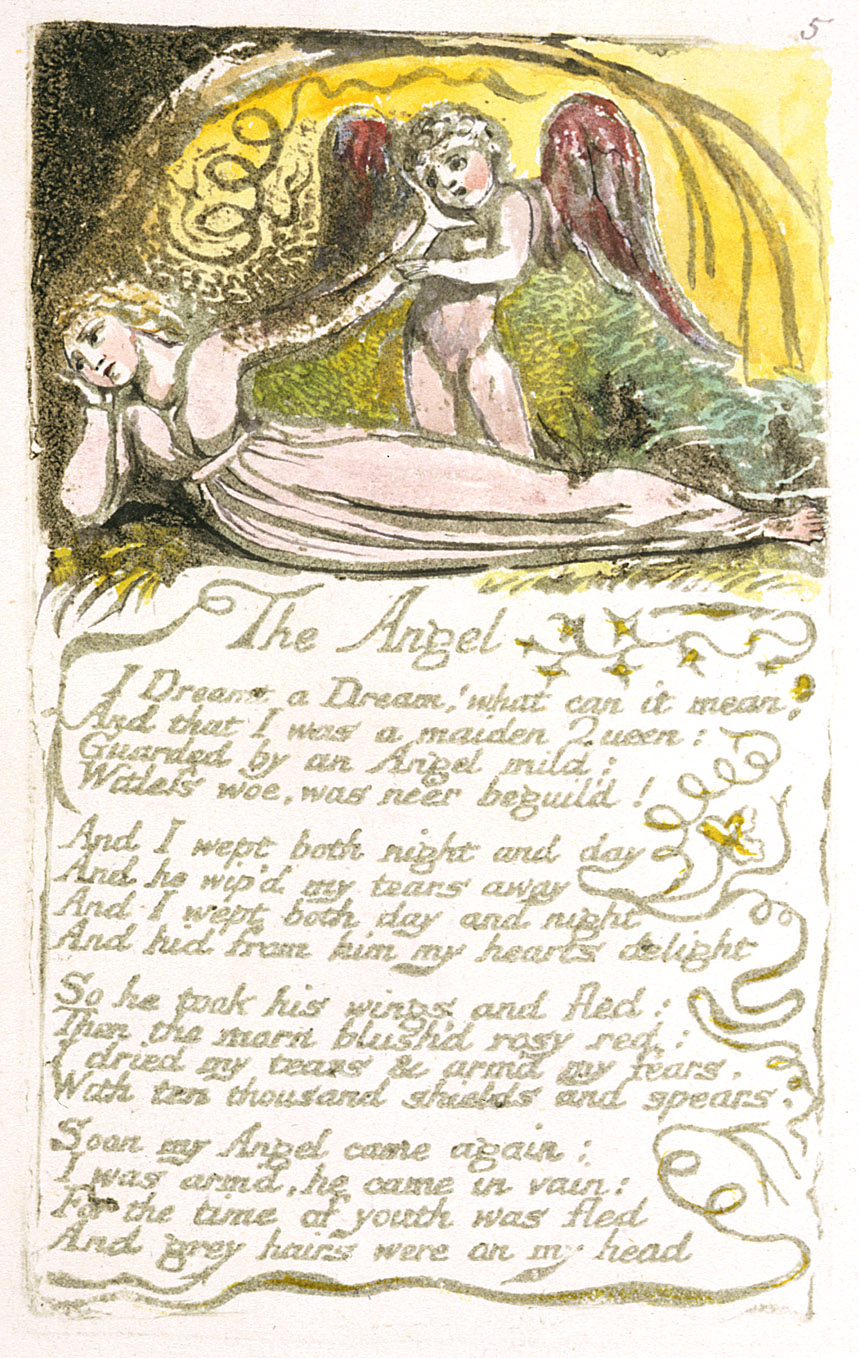 5
The Angel
I Dreamt a Dream! what can it mean?
And that I was a maiden Queen:
Guarded by an Angel mild:
Witless woe, was neer beguil'd!
And I wept both night and day
And he wip'd my tears away
And I wept both day and night
And hid from him my hearts delight
So he took his wings and fled:
Then the morn blush'd rosy red:
I dried my tears & arm'd my fears,
With ten thousand shields and spears.
Soon my Angel came again:
I was arm'd, he came in vain:
For the time of youth was fled
And grey hairs were on my head